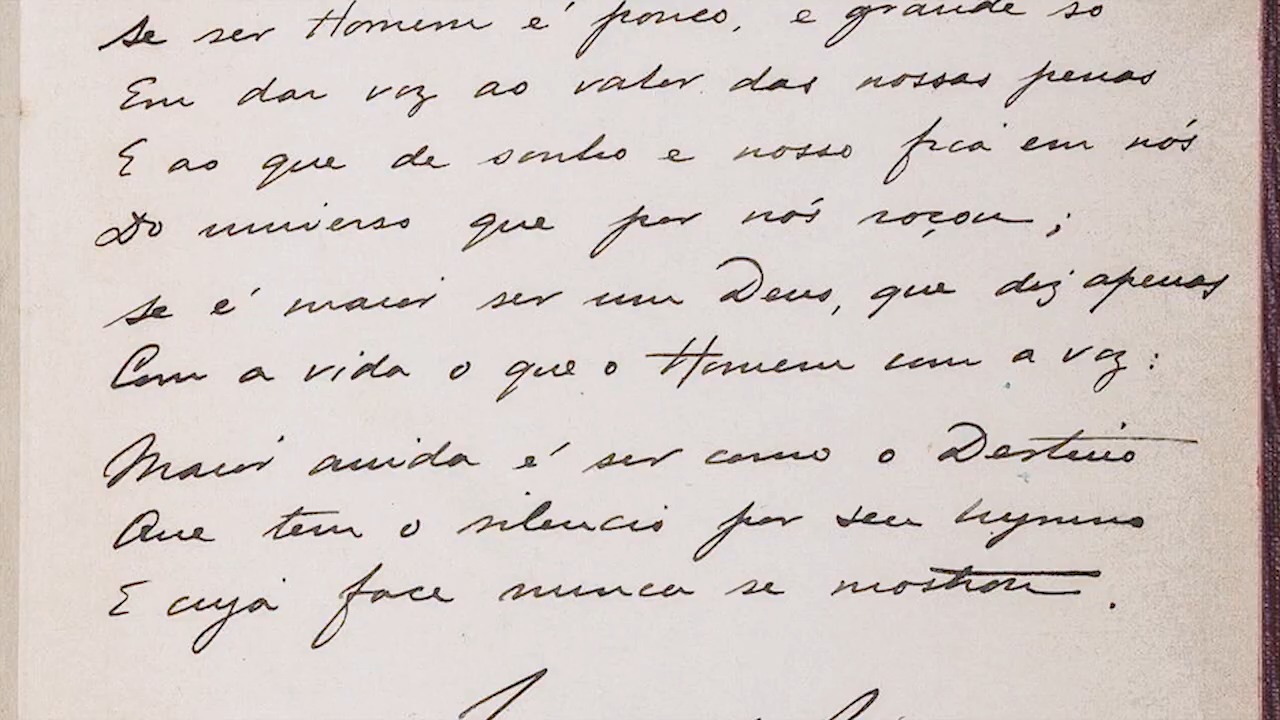 Se ser Homem é pouco, e grande só
Em dar voz ao valor das nossas penas
E ao que de sonho e nosso fica em nós
Do universo que por nós roçou;
Se é maior ser um Deus, que diz apenas
Com a vida o que o Homem com a voz:
Maior ainda é ser como o Destino
Que tem o silencio por seu hymno
E cuja face nunca se mostrou.